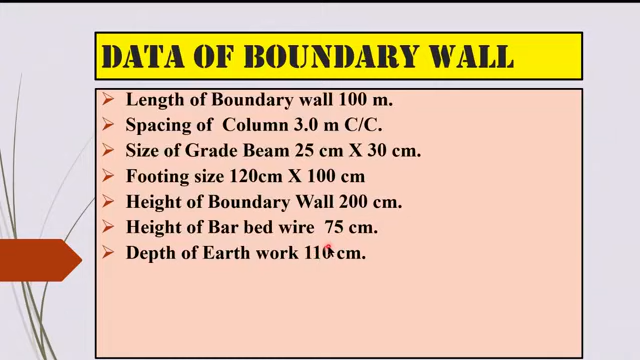 DATA OF BOUNDARY WALL
Length of Boundary wall 100 m.
Spacing of Column 3.0 m C/C.
Size of Grade Beam 25 cm X 30 cm.
Footing size 120cm X 100 cm
Height of Boundary Wall 200 cm.
Height of Bar bed wire 75 cm.
Depth of Earth work 110 cm.